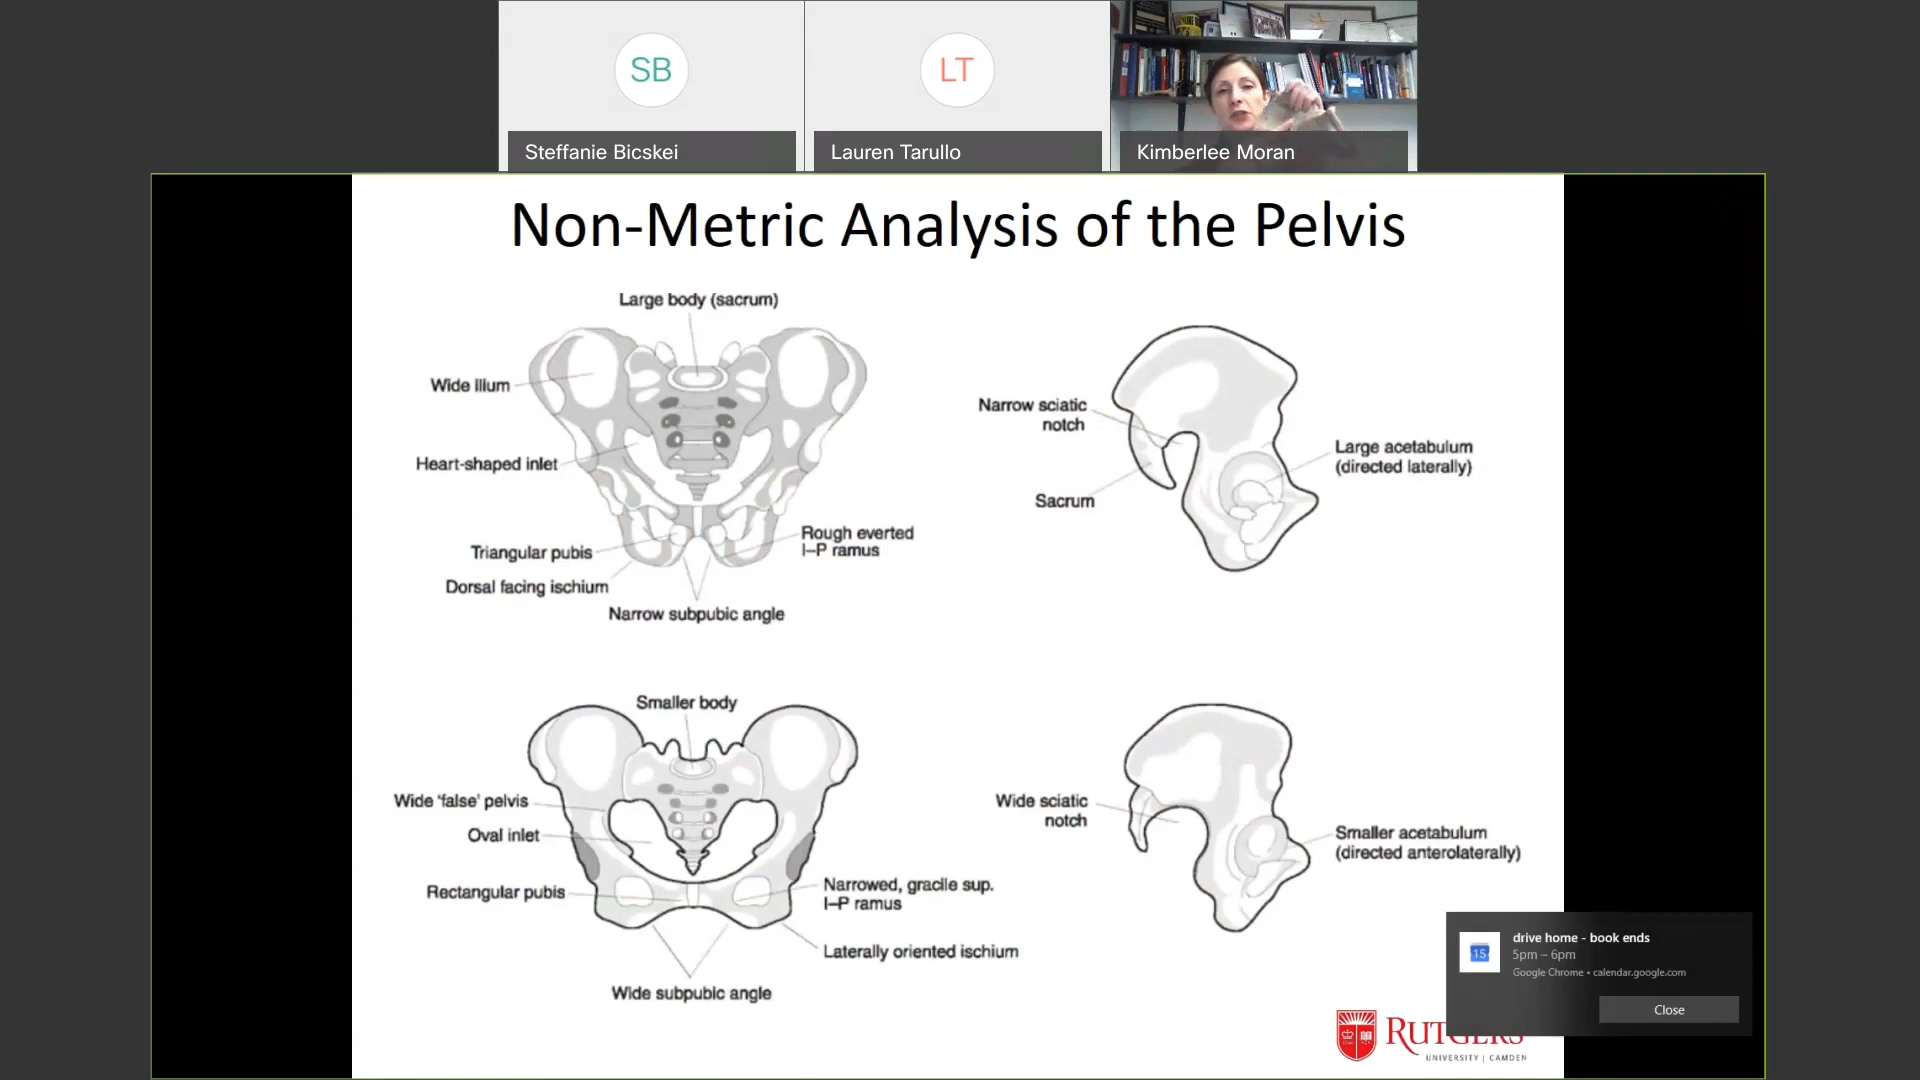 SB
LT
Steffanie Bicskei
Lauren Tarullo
Kimberlee Moran
Non-Metric Analysis of the Pelvis
Large body (sacrum)
Wide ilium
Heart-shaped inlet
Triangular pubis
Dorsal facing ischium
Narrow subpubic angle
Rough everted
I–P ramus
Narrow sciatic
notch
Sacrum
Large acetabulum
(directed laterally)
Smaller body
Wide 'false' pelvis
Oval inlet
Rectangular pubis
Wide subpubic angle
Narrowed, gracile sup.
I–P ramus
Laterally oriented ischium
Wide sciatic
notch
Smaller acetabulum
(directed anterolaterally)
drive home - book ends
15
5pm – 6pm
Google Chrome • calendar.google.com
Close
RUTGERS
UNIVERSITY | CAMDEN